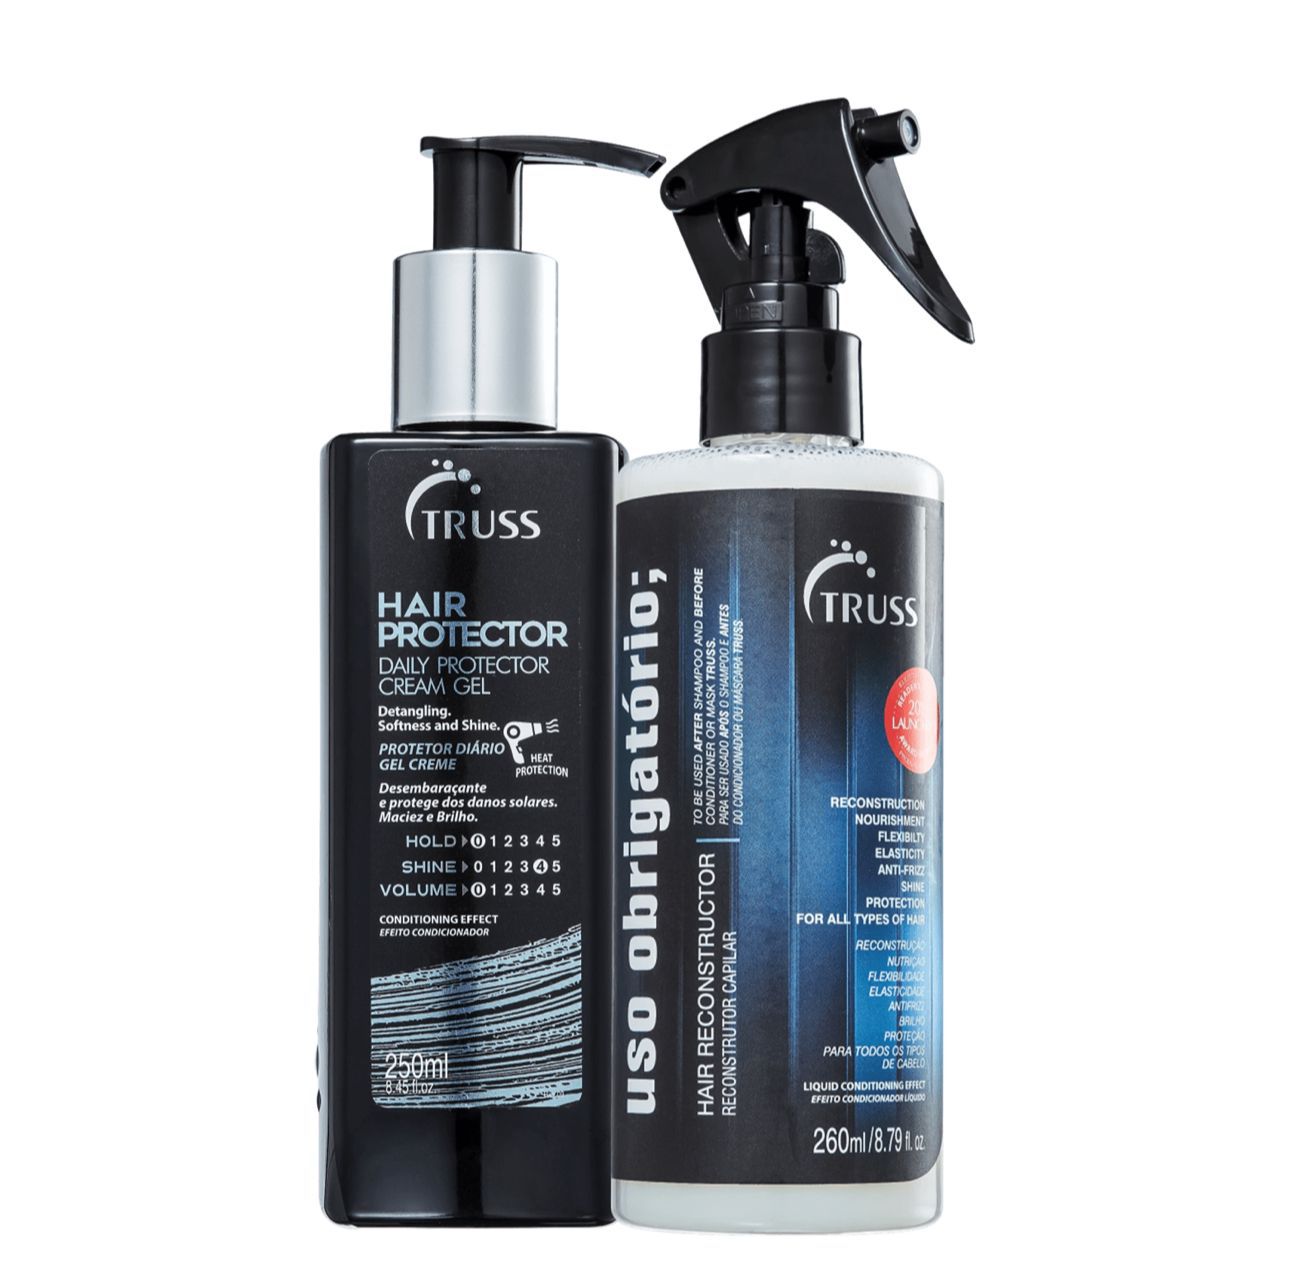 TRUSS
HAIR
PROTECTOR
DAILY PROTECTOR
CREAM GEL
Detangling.
Softness and Shine.
PROTETOR DIÁRIO
GEL CREME
HEAT
PROTECTION
Desembaraçante
e protege dos danos solares.
Maciez e Brilho.
HOLD 0 1 2 3 4 5
SHINE 0 1 2 3 4 5
VOLUME 0 1 2 3 4 5
CONDITIONING EFFECT
EFEITO CONDICIONADOR
250ml
8.45 fl.oz.
OPEN
uso obrigatório;
TO BE USED AFTER SHAMPOO AND BEFORE
CONDITIONER OR MASK TRUSS.
PARA SER USADO APÓS O SHAMPOO E ANTES
DO CONDICIONADOR OU MÁSCARA TRUSS.
HAIR RECONSTRUCTOR
RECONSTRUTOR CAPILAR
TRUSS
READERS
RECONSTRUCTION
NOURISHMENT
FLEXIBILTY
ELASTICITY
ANTI-FRIZZ
SHINE
PROTECTION
FOR ALL TYPES OF HAIR
RECONSTRUÇÃO
NUTRIÇÃO
FLEXIBILIDADE
ELASTICIDADE
ANTIFRIZZ
BRILHO
PROTEÇÃO
PARA TODOS OS TIPOS
DE CABELO
LIQUID CONDITIONING EFFECT
EFEITO CONDICIONADOR LÍQUIDO
260ml/8.79 fl. oz.